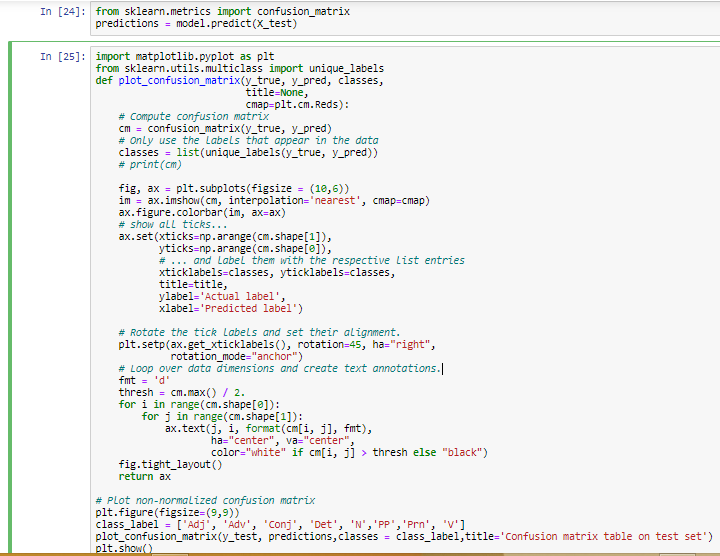 In [24]: from sklearn.metrics import confusion_matrix
predictions = model.predict(X_test)
In [25]: import matplotlib.pyplot as plt
from sklearn.utils.multiclass import unique_labels
def plot_confusion_matrix(y_true, y_pred, classes,
                          title=None,
                          cmap=plt.cm.Reds):
    # Compute confusion matrix
    cm = confusion_matrix(y_true, y_pred)
    # Only use the labels that appear in the data
    classes = list(unique_labels(y_true, y_pred))
    # print(cm)
    fig, ax = plt.subplots(figsize = (10,6))
    im = ax.imshow(cm, interpolation='nearest', cmap=cmap)
    ax.figure.colorbar(im, ax=ax)
    # show all ticks...
    ax.set(xticks=np.arange(cm.shape[1]),
           yticks=np.arange(cm.shape[0]),
           # ... and label them with the respective list entries
           xticklabels=classes, yticklabels=classes,
           title=title,
           ylabel='Actual label',
           xlabel='Predicted label')
    # Rotate the tick labels and set their alignment.
    plt.setp(ax.get_xticklabels(), rotation=45, ha="right",
             rotation_mode="anchor")
    # Loop over data dimensions and create text annotations.
    fmt = 'd'
    thresh = cm.max() / 2.
    for i in range(cm.shape[0]):
        for j in range(cm.shape[1]):
            ax.text(j, i, format(cm[i, j], fmt),
                    ha="center", va="center",
                    color="white" if cm[i, j] > thresh else "black")
    fig.tight_layout()
    return ax
# Plot non-normalized confusion matrix
plt.figure(figsize=(9,9))
class_label = ['Adj', 'Adv', 'Conj', 'Det', 'N','PP','Prn', 'V']
plot_confusion_matrix(y_test, predictions,classes = class_label,title='Confusion matrix table on test set')
plt.show()